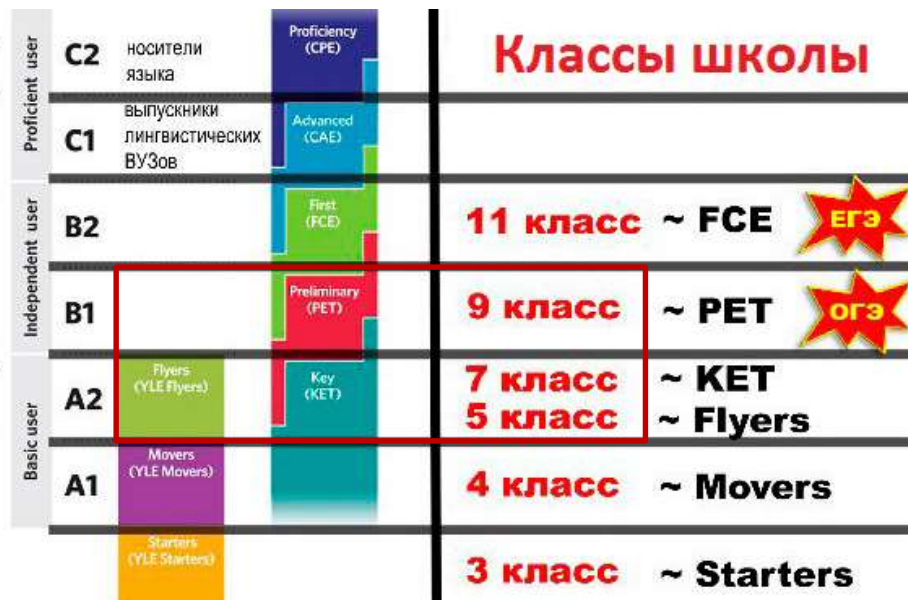 Классы школы
Proficient user
C2
носители
языка
Proficiency
(CPE)
C1
выпускники
лингвистических
ВУЗов
Advanced
(CAE)
Independent user
B2
First
(FCE)
11 класс ~ FCE
ЕГЭ
B1
Preliminary
(PET)
9 класс ~ PET
ОГЭ
Basic user
A2
Flyers
(YLE Flyers)
Key
(KET)
7 класс ~ KET
5 класс ~ Flyers
A1
Movers
(YLE Movers)
4 класс ~ Movers
Starters
(YLE Starters)
3 класс ~ Starters